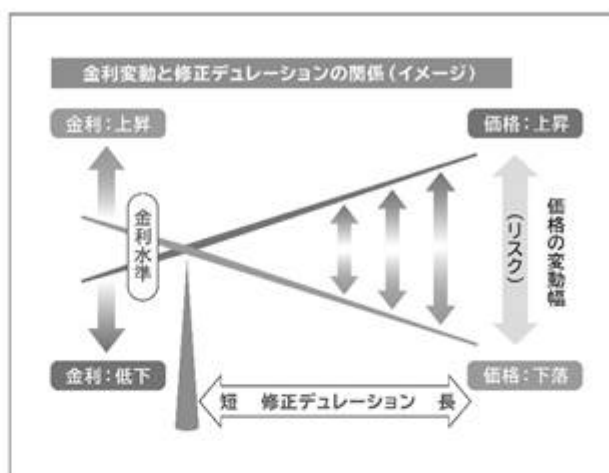 金利変動と修正デュレーションの関係(イメージ)
金利:上昇
価格:上昇
金利水準
価格の変動幅
(リスク)
金利:低下
価格:下落
短 修正デュレーション 長